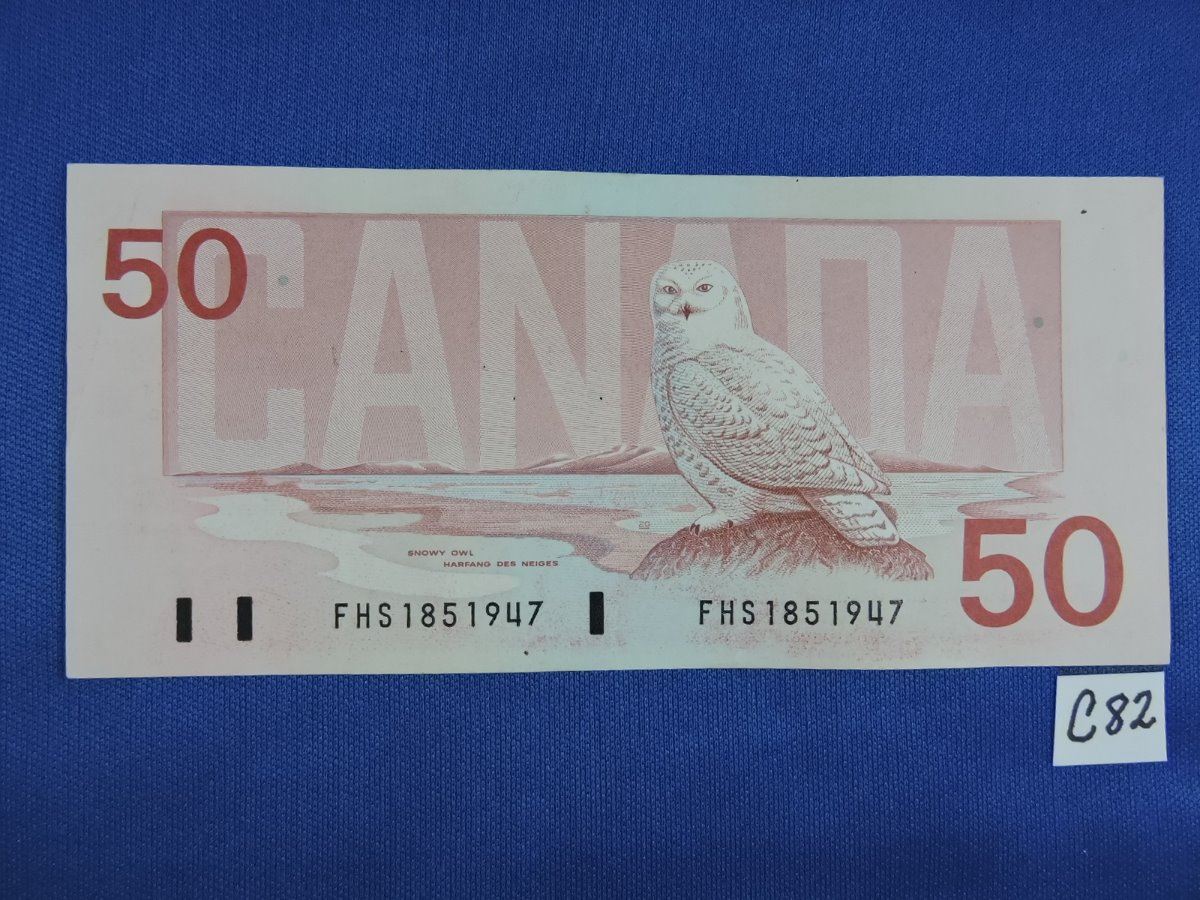 CANADA
50
SNOWY OWL
HARFANG DES NEIGES
FHS1851947 FHS1851947
50
C82